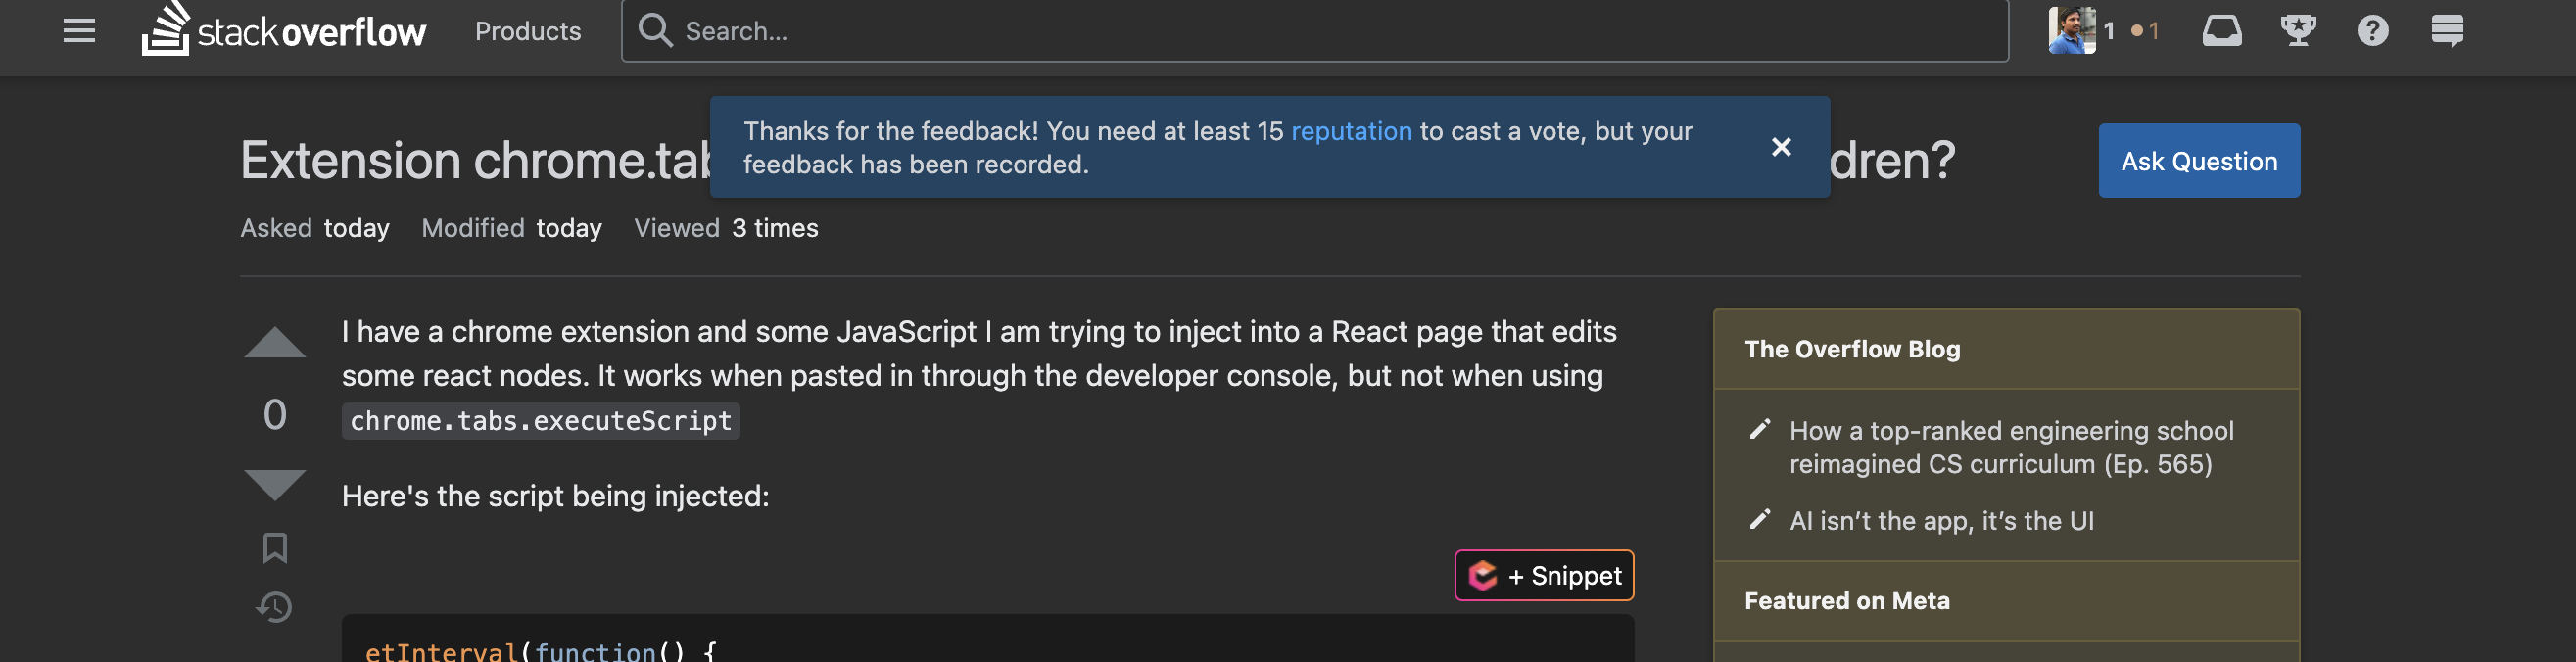 stack overflow
Products
Search...
1 1
Thanks for the feedback! You need at least 15 reputation to cast a vote, but your
feedback has been recorded.
Extension chrome.tab dren?
Ask Question
Asked today Modified today Viewed 3 times
I have a chrome extension and some JavaScript I am trying to inject into a React page that edits
some react nodes. It works when pasted in through the developer console, but not when using
chrome.tabs.executeScript
0
Here's the script being injected:
+ Snippet
etInterval(function() {
The Overflow Blog
How a top-ranked engineering school
reimagined CS curriculum (Ep. 565)
AI isn’t the app, it’s the UI
Featured on Meta